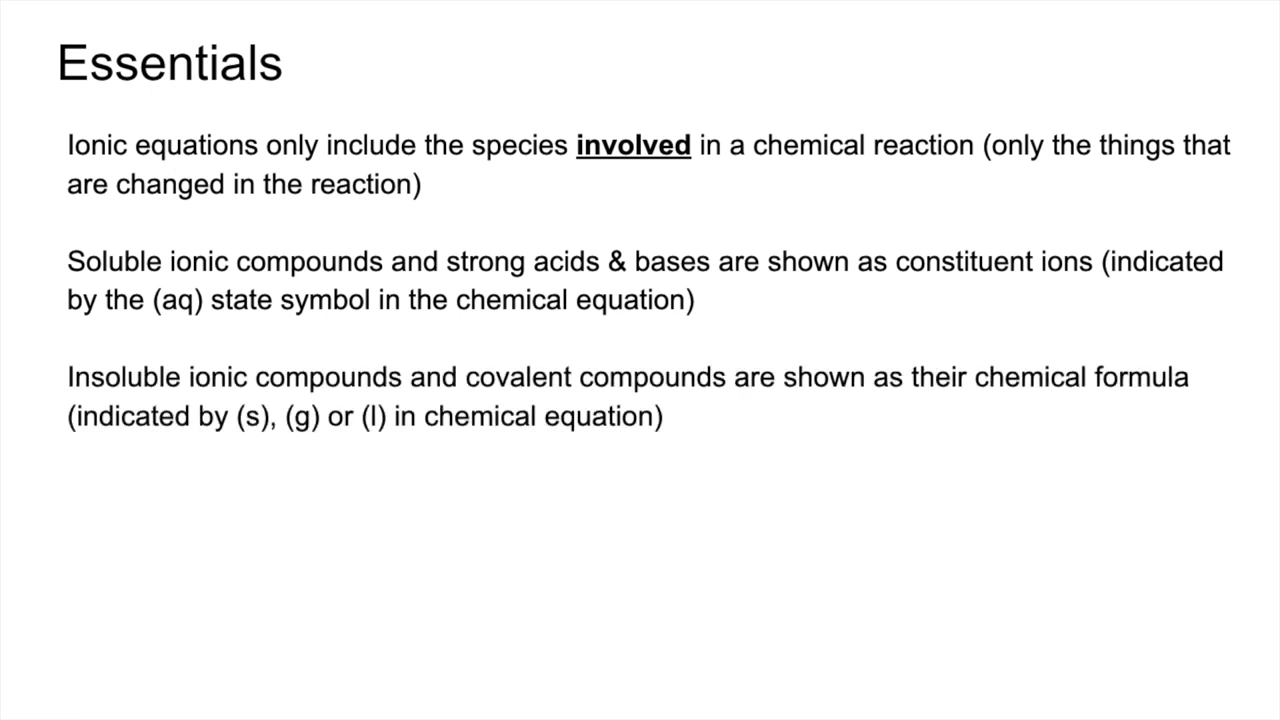 Essentials
Ionic equations only include the species involved in a chemical reaction (only the things that
are changed in the reaction)
Soluble ionic compounds and strong acids & bases are shown as constituent ions (indicated
by the (aq) state symbol in the chemical equation)
Insoluble ionic compounds and covalent compounds are shown as their chemical formula
(indicated by (s), (g) or (l) in chemical equation)